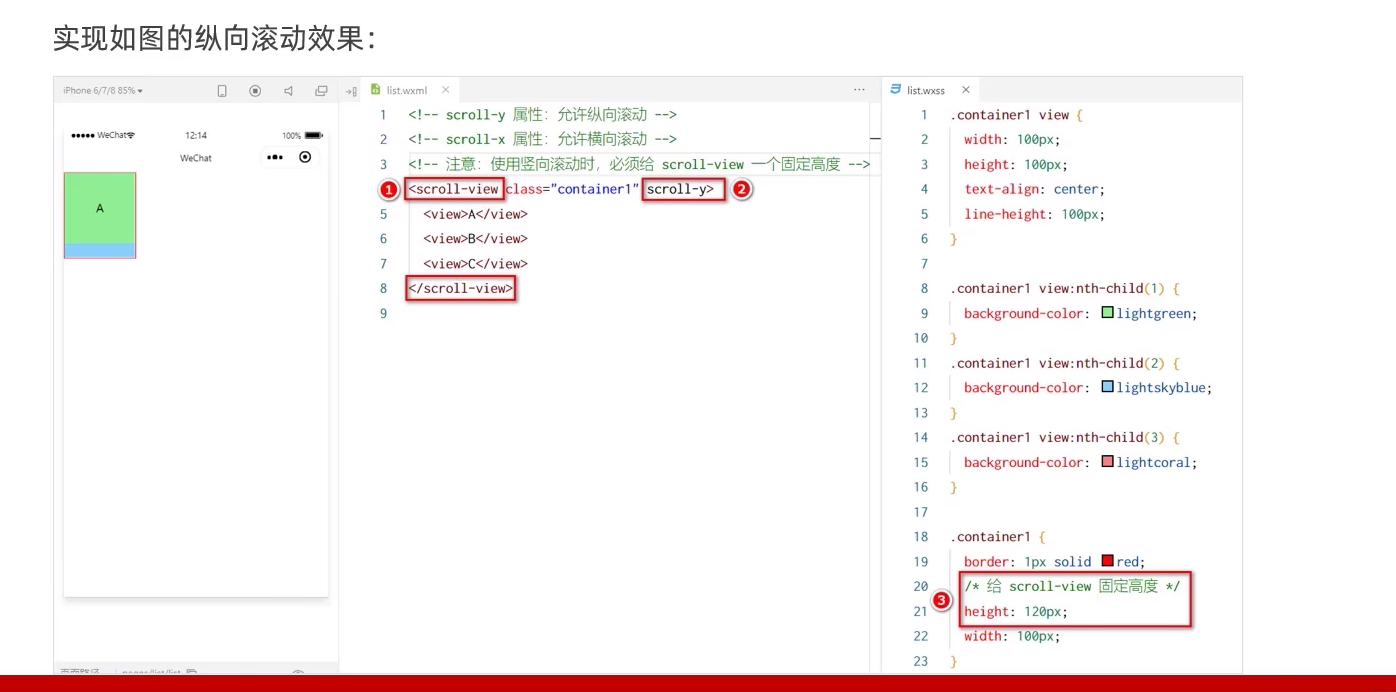 实现如图的纵向滚动效果：
iPhone 6/7/8 85%
WeChat 12:14 100%
WeChat
A
list.wxml
1 <!-- scroll-y 属性：允许纵向滚动 -->
2 <!-- scroll-x 属性：允许横向滚动 -->
3 <!-- 注意：使用竖向滚动时，必须给 scroll-view 一个固定高度 -->
① 4 <scroll-view class="container1" scroll-y> ②
5 <view>A</view>
6 <view>B</view>
7 <view>C</view>
8 </scroll-view>
9
list.wxss
1 .container1 view {
2 width: 100px;
3 height: 100px;
4 text-align: center;
5 line-height: 100px;
6 }
7
8 .container1 view:nth-child(1) {
9 background-color: lightgreen;
10 }
11 .container1 view:nth-child(2) {
12 background-color: lightskyblue;
13 }
14 .container1 view:nth-child(3) {
15 background-color: lightcoral;
16 }
17
18 .container1 {
19 border: 1px solid red;
20 /* 给 scroll-view 固定高度 */
③
21 height: 120px;
22 width: 100px;
23 }